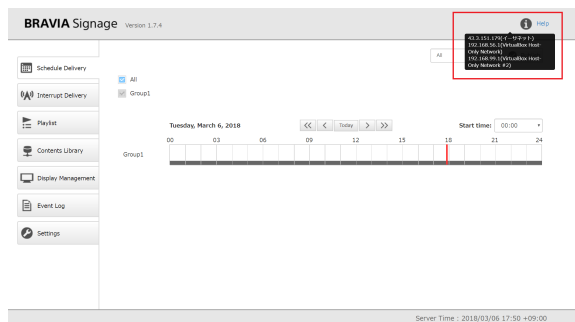 BRAVIA Signage Version 1.7.4
Help
43.3.151.179(イーサネット)
192.168.56.1(VirtualBox Host-
Only Network)
192.168.99.1(VirtualBox Host-
Only Network #2)
All
Schedule Delivery
Interrupt Delivery
Playlist
Contents Library
Display Management
Event Log
Settings
All
Group1
Tuesday, March 6, 2018 << < Today > >> Start time: 00:00
00 03 06 09 12 15 18 21 24
Group1
Server Time : 2018/03/06 17:50 +09:00